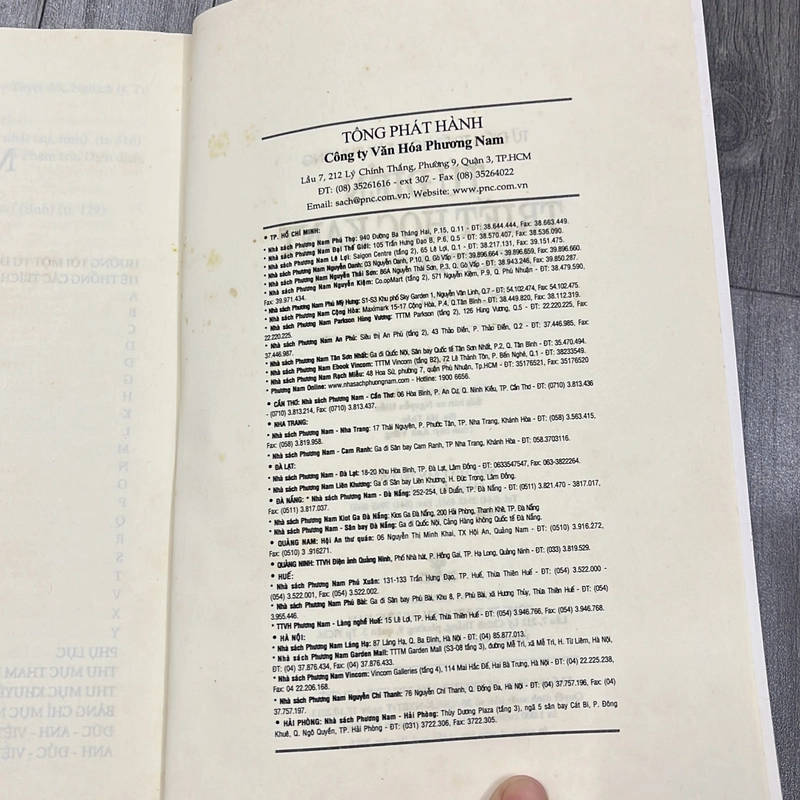 PHỤ LỤC
A
B
C
D
D
G
H
K
L
M
N
O
P
Q
R
S
T
V
X
Y
TỔNG PHÁT HÀNH
Công ty Văn Hóa Phương Nam
Lầu 7, 212 Lý Chính Thắng, Phường 9, Quận 3, TP.HCM
ĐT: (08) 35261616 - ext 307 - Fax (08) 35264022
Email: sach@pnc.com.vn; Website: www.pnc.com.vn
• TP. HỒ CHÍ MINH:
* Nhà sách Phương Nam Phú Thọ: 940 Đường Ba Tháng Hai, P.15, Q.11 - ĐT: 38.644.444, Fax: 38.663.449.
* Nhà sách Phương Nam Đại Thế Giới: 105 Trần Hưng Đạo B, P.6, Q.5 - ĐT: 38.570.407, Fax: 38.536.090.
* Nhà sách Phương Nam Lê Lợi: Saigon Centre (tầng 2), 65 Lê Lợi, Q.1 - ĐT: 38.217.131, Fax: 39.151.475.
* Nhà sách Phương Nam Nguyễn Oanh: 03 Nguyễn Oanh, P.10, Q. Gò Vấp - ĐT: 39.896.664 - 39.896.659, Fax: 39.896.660.
* Nhà sách Phương Nam Nguyễn Thái Sơn: 86A Nguyễn Thái Sơn, P.3, Q. Gò Vấp - ĐT: 38.943.246, Fax: 39.850.287.
* Nhà sách Phương Nam Nguyễn Kiệm: Co.opMart (tầng 2), 571 Nguyễn Kiệm, P.9, Q. Phú Nhuận - ĐT: 38.479.590,
Fax: 39.971.434.
* Nhà sách Phương Nam Phú Mỹ Hưng: S1-S3 Khu phố Sky Garden 1, Nguyễn Văn Linh, Q.7 - ĐT: 54.102.474, Fax: 54.102.475.
* Nhà sách Phương Nam Cộng Hòa: Maximark 15-17 Cộng Hòa, P.4, Q.Tân Bình - ĐT: 38.449.820, Fax: 38.112.319.
* Nhà sách Phương Nam Parkson Hùng Vương: TTTM Parkson (tầng 2), 126 Hùng Vương, Q.5 - ĐT: 22.220.225, Fax:
22.220.225.
* Nhà sách Phương Nam An Phú: Siêu thị An Phú (tầng 2), 43 Thảo Điền, P. Thảo Điền, Q.2 - ĐT: 37.446.985, Fax:
37.446.987.
* Nhà sách Phương Nam Tân Sơn Nhất: Ga đi Quốc Nội, Sân bay Quốc tế Tân Sơn Nhất, P.2, Q. Tân Bình - ĐT: 35.470.494.
* Nhà sách Phương Nam Ebook Vincom: TTTM Vincom (tầng B2), 72 Lê Thánh Tôn, P. Bến Nghé, Q.1 - ĐT: 38233549.
* Nhà sách Phương Nam Rạch Miễu: 48 Hoa Sứ, phường 7, quận Phú Nhuận, Tp.HCM - ĐT: 35176521, Fax: 35176520
* Phương Nam Online: www.nhasachphuongnam.com - Hotline: 1900 6656.
• CẦN THƠ: Nhà sách Phương Nam - Cần Thơ: 06 Hòa Bình, P. An Cư, Q. Ninh Kiều, TP. Cần Thơ - ĐT: (0710) 3.813.436
- (0710) 3.813.214, Fax: (0710) 3.813.437.
• NHA TRANG:
* Nhà sách Phương Nam - Nha Trang: 17 Thái Nguyên, P. Phước Tân, TP. Nha Trang, Khánh Hòa - ĐT: (058) 3.563.415,
Fax: (058) 3.819.958.
* Nhà sách Phương Nam - Cam Ranh: Ga đi Sân bay Cam Ranh, TP Nha Trang, Khánh Hòa - ĐT: 058.3703116.
• ĐÀ LẠT:
* Nhà sách Phương Nam - Đà Lạt: 18-20 Khu Hòa Bình, TP. Đà Lạt, Lâm Đồng - ĐT: 0633547547, Fax: 063-3822264.
* Nhà sách Phương Nam Liên Khương: Ga đi Sân bay Liên Khương, H. Đức Trọng, Lâm Đồng.
• ĐÀ NẴNG: * Nhà sách Phương Nam - Đà Nẵng: 252-254, Lê Duẩn, TP. Đà Nẵng - ĐT: (0511) 3.821.470 - 3817.037,
Fax: (0511) 3.817.037.
* Nhà sách Phương Nam Kiot Ga Đà Nẵng: Kios Ga Đà Nẵng, 200 Hải Phòng, Thanh Khê, TP. Đà Nẵng
* Nhà sách Phương Nam - Sân bay Đà Nẵng: Ga đi Quốc Nội, Cảng Hàng không Quốc tế Đà Nẵng.
• QUẢNG NAM: Hội An thư quán: 06 Nguyễn Thị Minh Khai, TX Hội An, Quảng Nam - ĐT: (0510) 3.916.272,
Fax: (0510) 3 .916271.
• QUẢNG NINH: TTVH Điện ảnh Quảng Ninh, Phố Nhà hát, P. Hồng Gai, TP. Hạ Long, Quảng Ninh - ĐT: (033) 3.819.529.
• HUẾ:
* Nhà sách Phương Nam Phú Xuân: 131-133 Trần Hưng Đạo, TP. Huế, Thừa Thiên Huế - ĐT: (054) 3.522.000 -
(054) 3.522.001, Fax: (054) 3.522.002.
* Nhà sách Phương Nam Phú Bài: Ga đi Sân bay Phú Bài, Khu 8, P. Phú Bài, xã Hương Thủy, Thừa Thiên Huế - ĐT: (054)
3.955.446.
* TTVH Phương Nam - Làng nghề Huế: 15 Lê Lợi, TP. Huế, Thừa Thiên Huế - ĐT: (054) 3.946.766, Fax: (054) 3.946.768.
• HÀ NỘI:
* Nhà sách Phương Nam Láng Hạ: 87 Láng Hạ, Q. Ba Đình, Hà Nội - ĐT: (04) 85.877.013.
* Nhà sách Phương Nam Garden Mall: TTTM Garden Mall (S3-08 tầng 3), đường Mễ Trì, xã Mễ Trì, H. Từ Liêm, Hà Nội,
ĐT: (04) 37.876.434, Fax: (04) 37.876.433.
* Nhà sách Phương Nam Vincom: Vincom Galleries (tầng 4), 114 Mai Hắc Đế, Hai Bà Trưng, Hà Nội - ĐT: (04) 22.225.238,
Fax: 04 22.206.168.
* Nhà sách Phương Nam Nguyễn Chí Thanh: 76 Nguyễn Chí Thanh, Q. Đống Đa, Hà Nội - ĐT: (04) 37.757.196, Fax: (04)
37.757.197.
• HẢI PHÒNG: Nhà sách Phương Nam - Hải Phòng: Thùy Dương Plaza (tầng 3), ngã 5 sân bay Cát Bi, P. Đông
Khuê, Q. Ngô Quyền, TP. Hải Phòng - ĐT: (031) 3722.306, Fax: 3722.305.